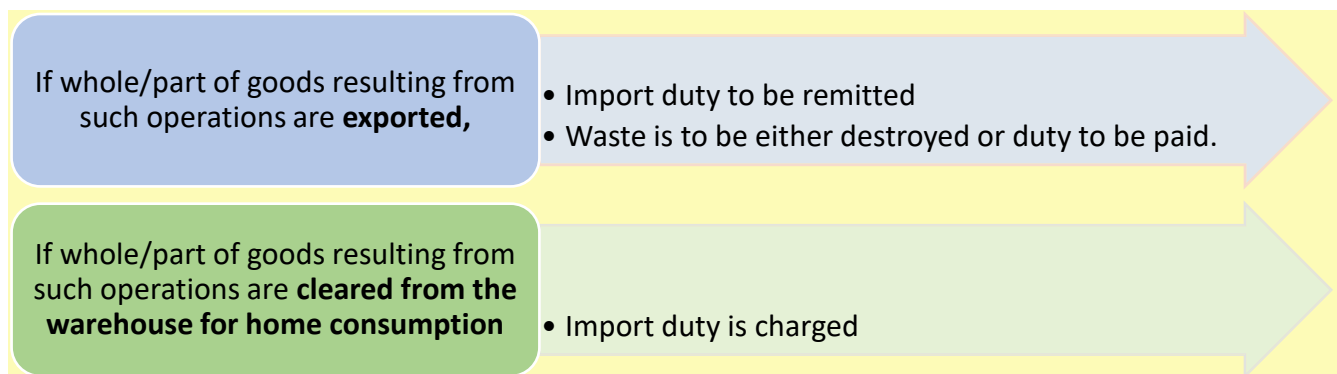 If whole/part of goods resulting from
such operations are exported,
• Import duty to be remitted
• Waste is to be either destroyed or duty to be paid.
If whole/part of goods resulting from
such operations are cleared from the
warehouse for home consumption
• Import duty is charged